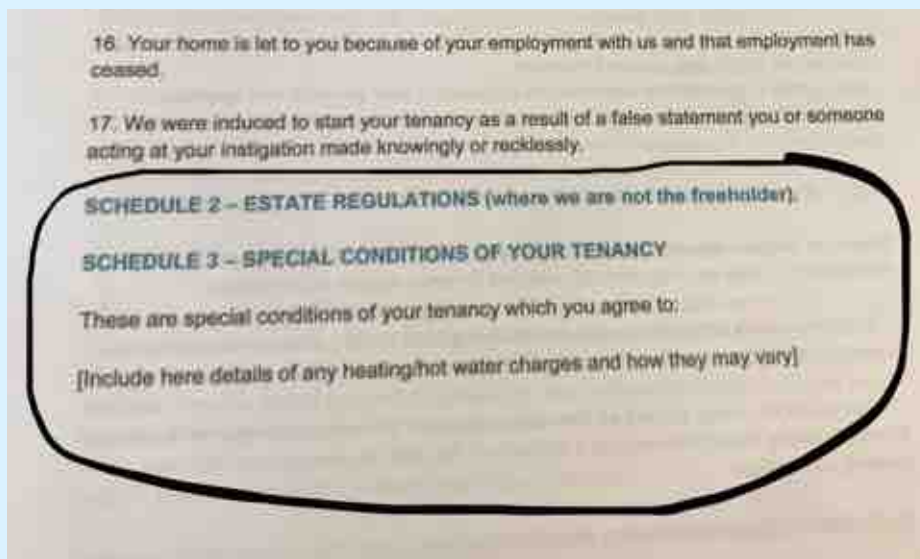 16. Your home is let to you because of your employment with us and that employment has
ceased.
17. We were induced to start your tenancy as a result of a false statement you or someone
acting at your instigation made knowingly or recklessly.
SCHEDULE 2 – ESTATE REGULATIONS (where we are not the freeholder).
SCHEDULE 3 – SPECIAL CONDITIONS OF YOUR TENANCY
These are special conditions of your tenancy which you agree to:
[Include here details of any heating/hot water charges and how they may vary]